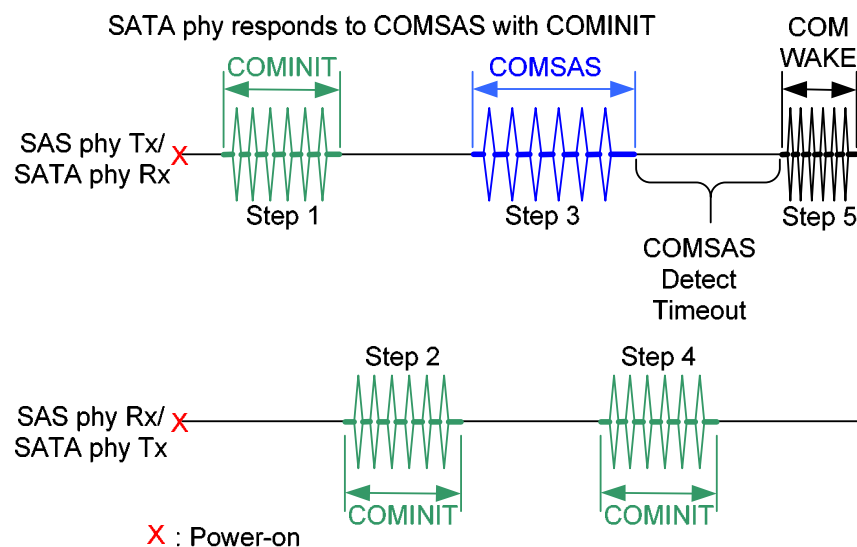 SATA phy responds to COMSAS with COMINIT
COM
WAKE
COMINIT
COMSAS
SAS phy Tx/
SATA phy Rx
X
Step 1
Step 3
Step 5
COMSAS
Detect
Timeout
Step 2
Step 4
SAS phy Rx/
SATA phy Tx
X
COMINIT
COMINIT
X : Power-on